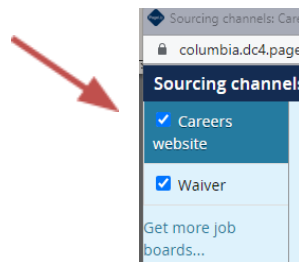 Sourcing channels: Car
columbia.dc4.page
Sourcing channels
Careers
website
Waiver
Get more job
boards...